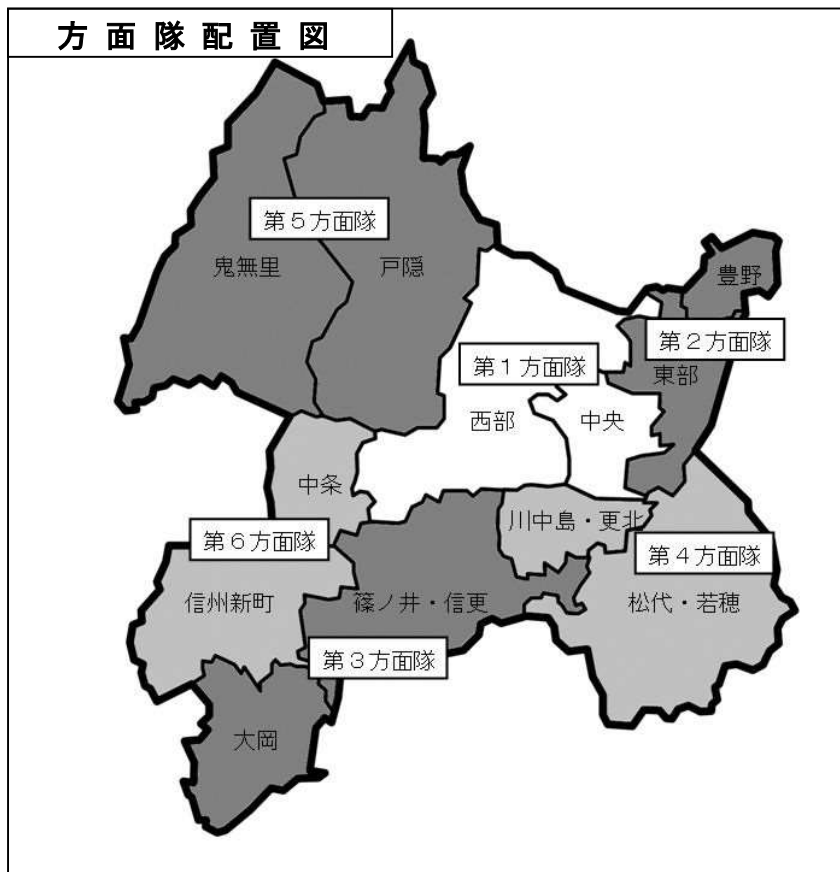 方面隊配置図
第５方面隊
鬼無里
戸隠
豊野
第２方面隊
東部
第１方面隊
西部
中央
中条
川中島・更北
第６方面隊
第４方面隊
信州新町
篠ノ井・信更
松代・若穂
第３方面隊
大岡